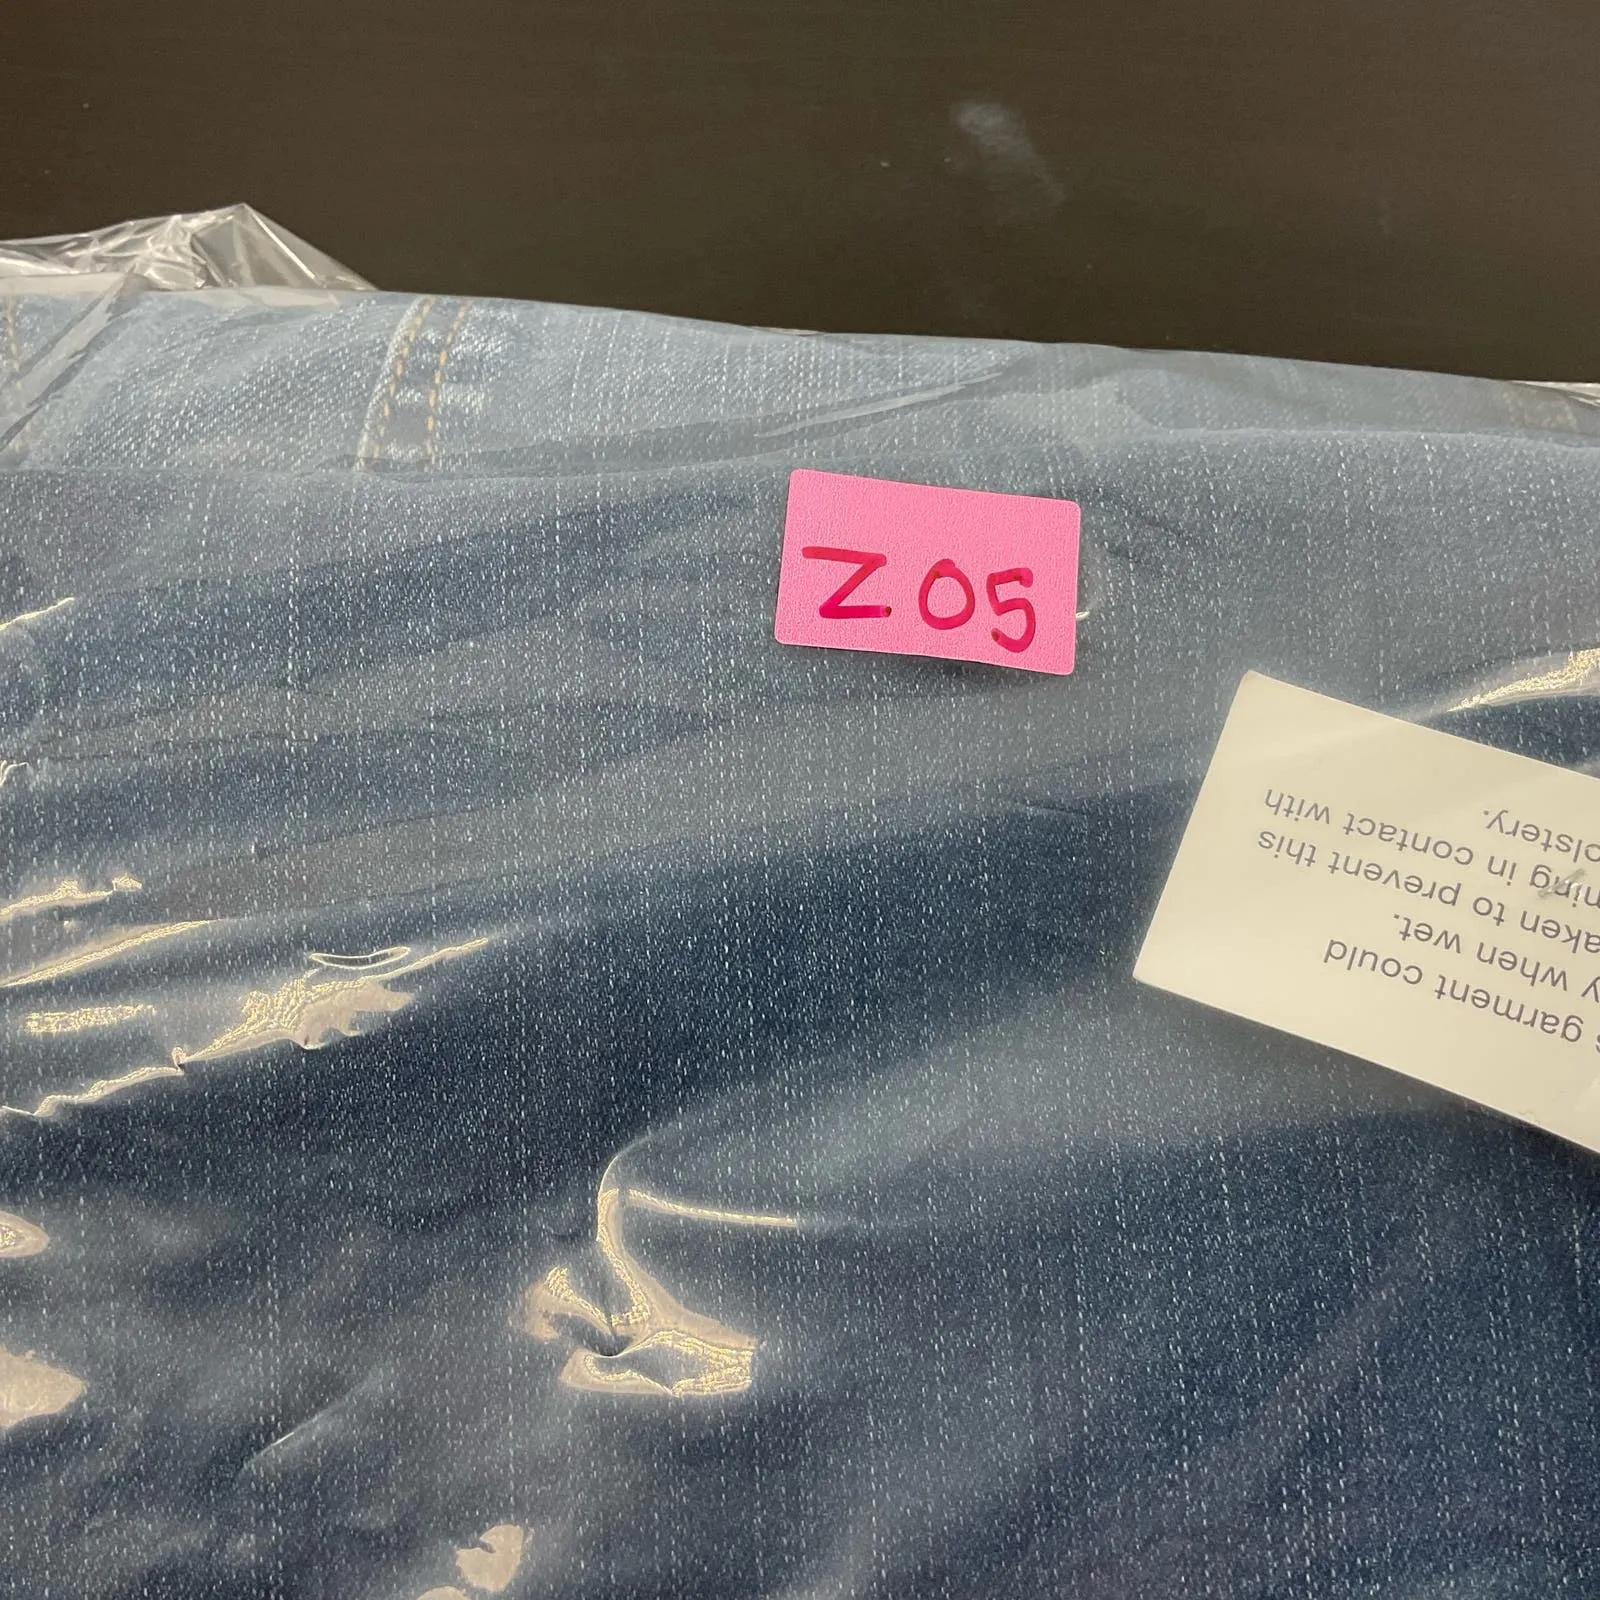 Z05
garment could
when wet.
to prevent this
in contact with